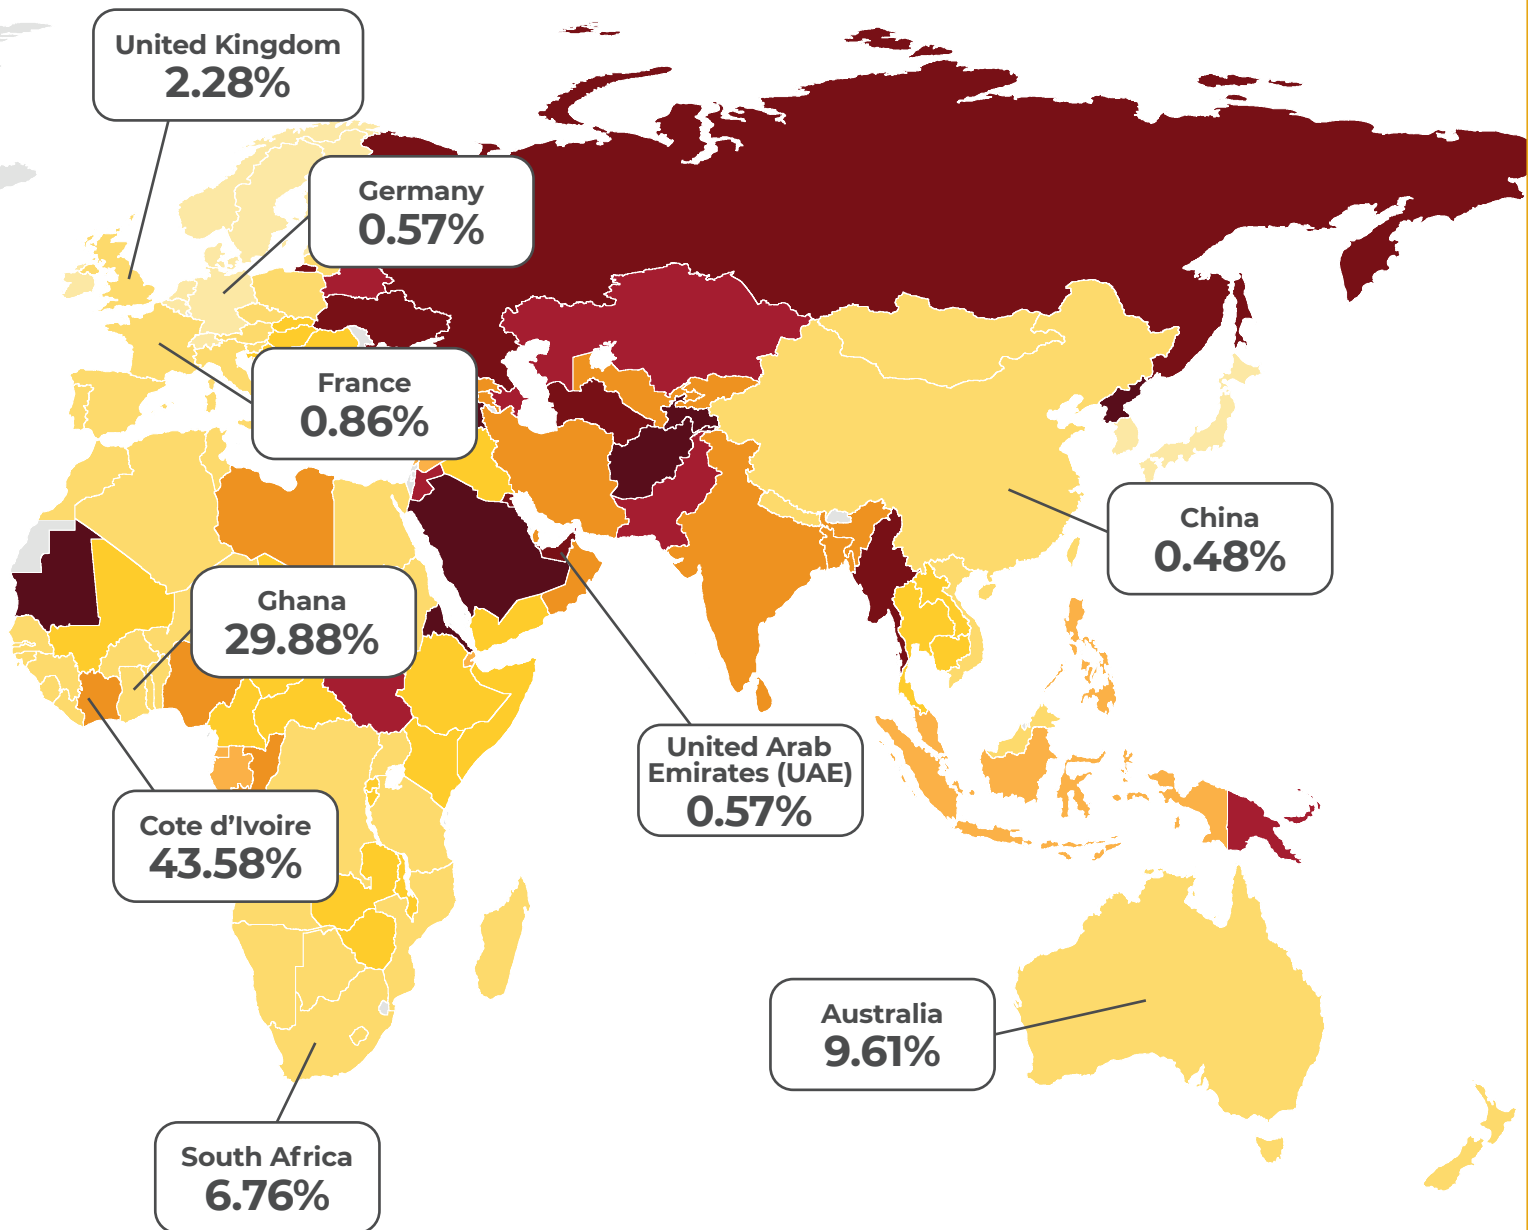 United Kingdom
2.28%
Germany
0.57%
France
0.86%
China
0.48%
Ghana
29.88%
United Arab
Emirates (UAE)
0.57%
Cote d’Ivoire
43.58%
Australia
9.61%
South Africa
6.76%